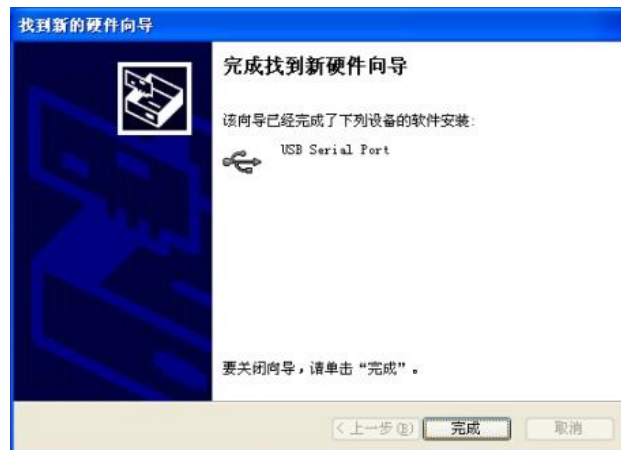 找到新的硬件向导
完成找到新硬件向导
该向导已经完成了下列设备的软件安装:
USB Serial Port
要关闭向导，请单击“完成”。
<上一步(B)
完成
取消